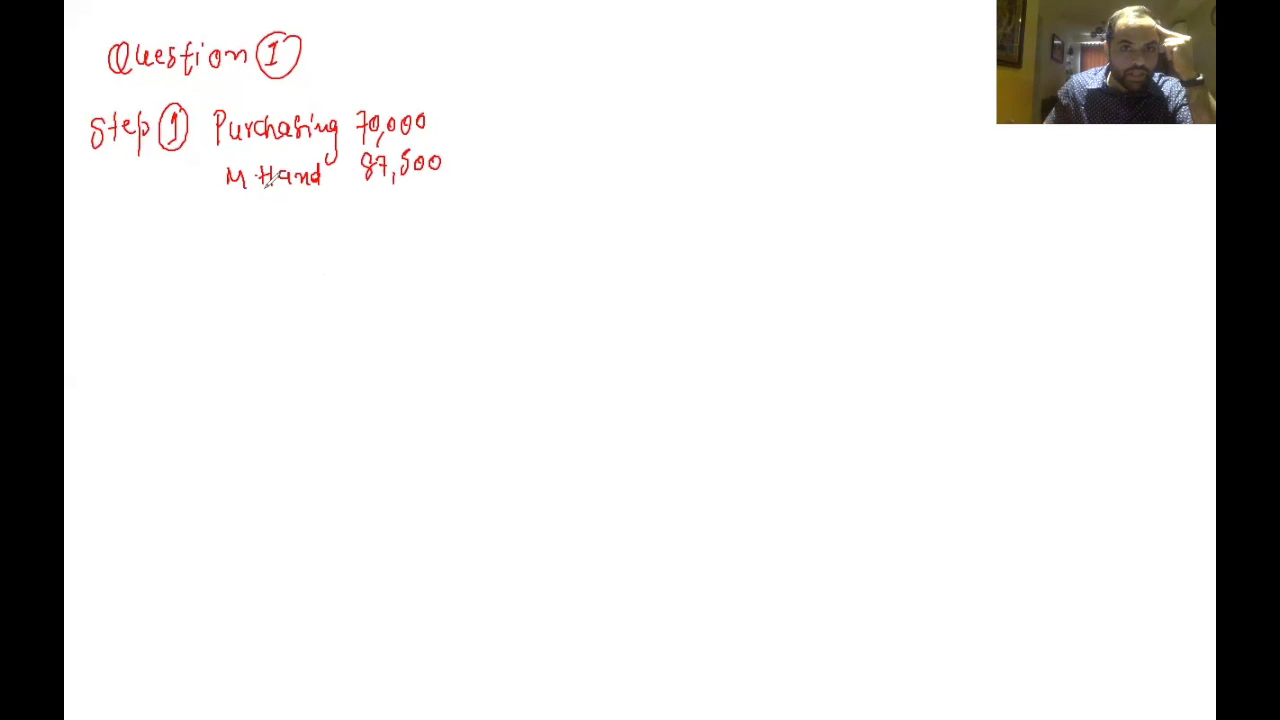 Question 1
Step 1 Purchasing 70,000
M Hand 87,500